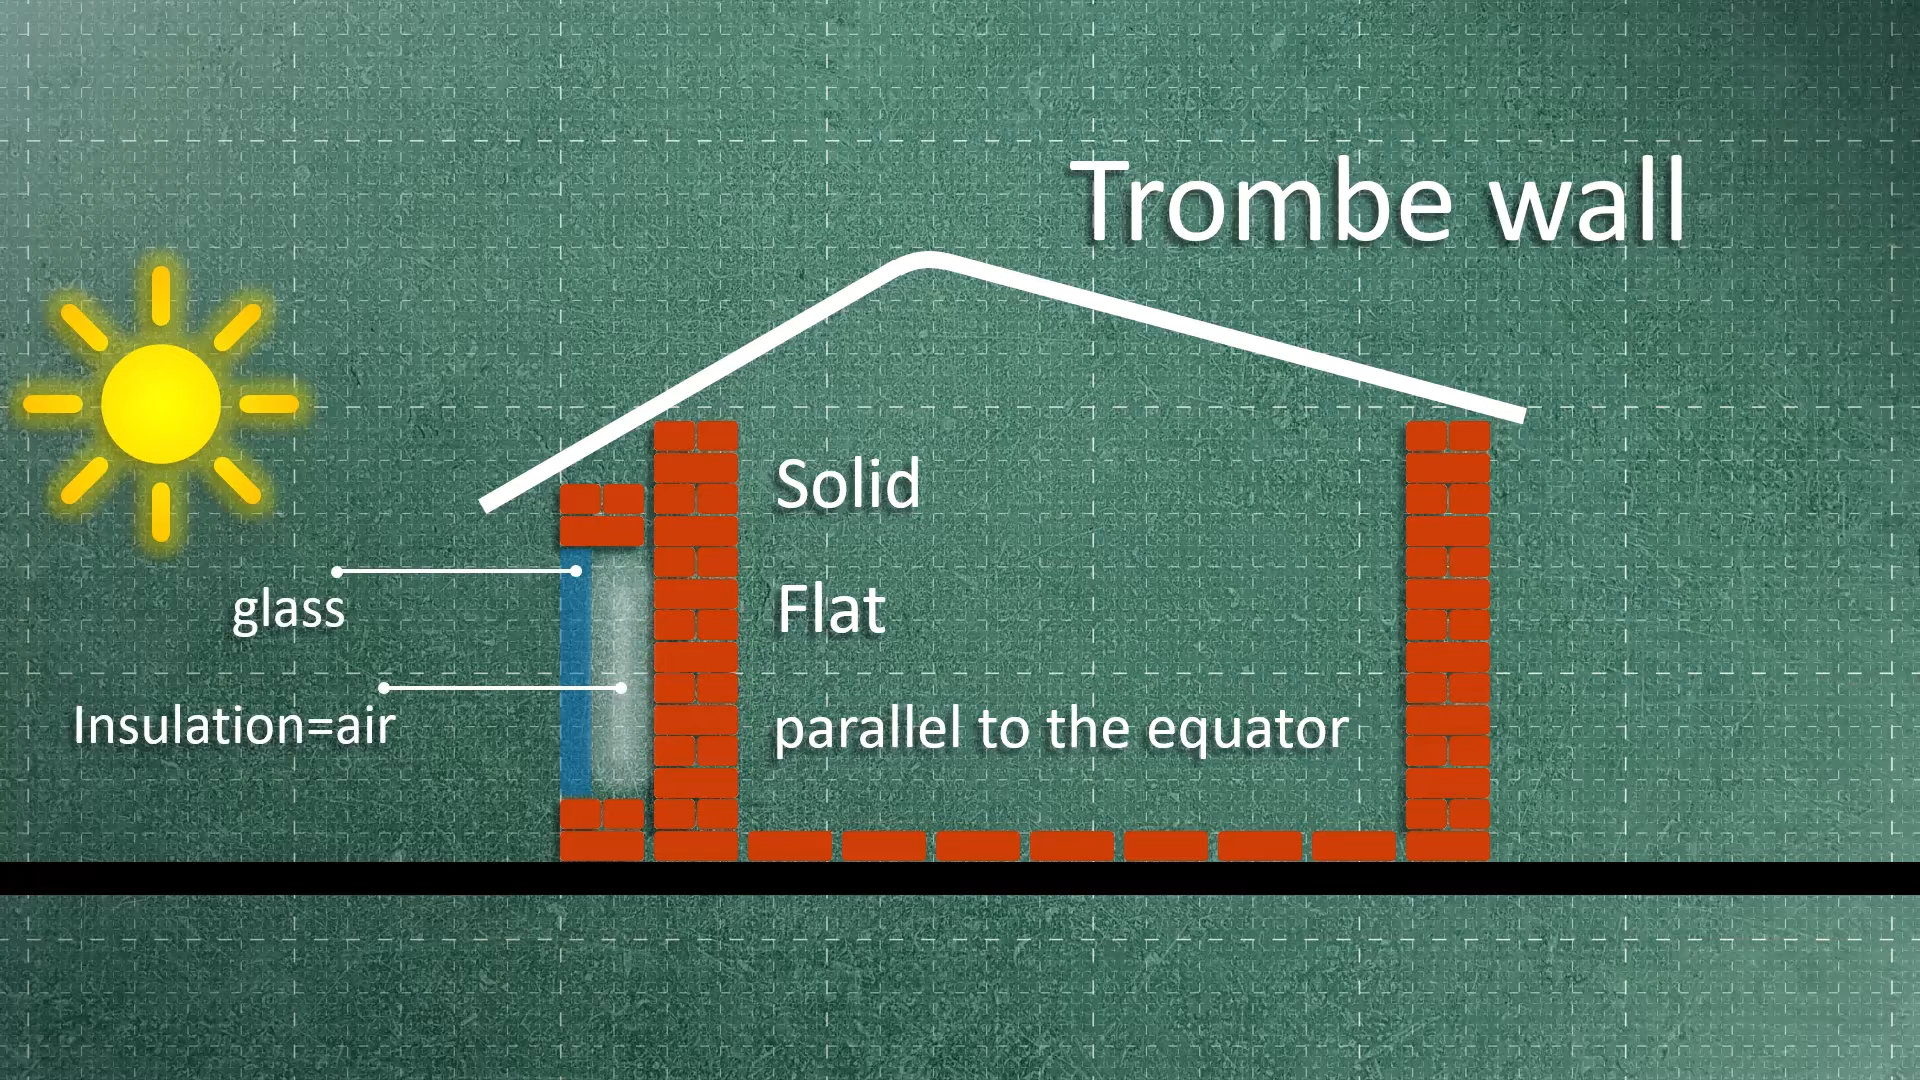 Trombe wall
Solid
glass
Flat
Insulation=air
parallel to the equator